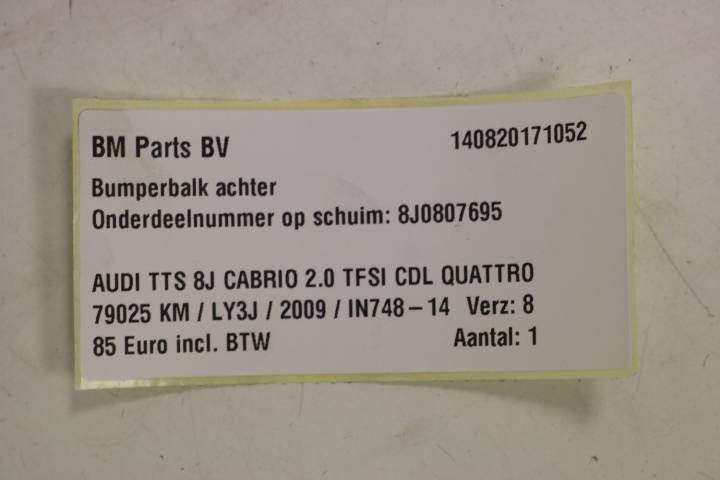 BM Parts BV 140820171052
Bumperbalk achter
Onderdeelnummer op schuim: 8J0807695
AUDI TTS 8J CABRIO 2.0 TFSI CDL QUATTRO
79025 KM / LY3J / 2009 / IN748-14 Verz: 8
85 Euro incl. BTW Aantal: 1